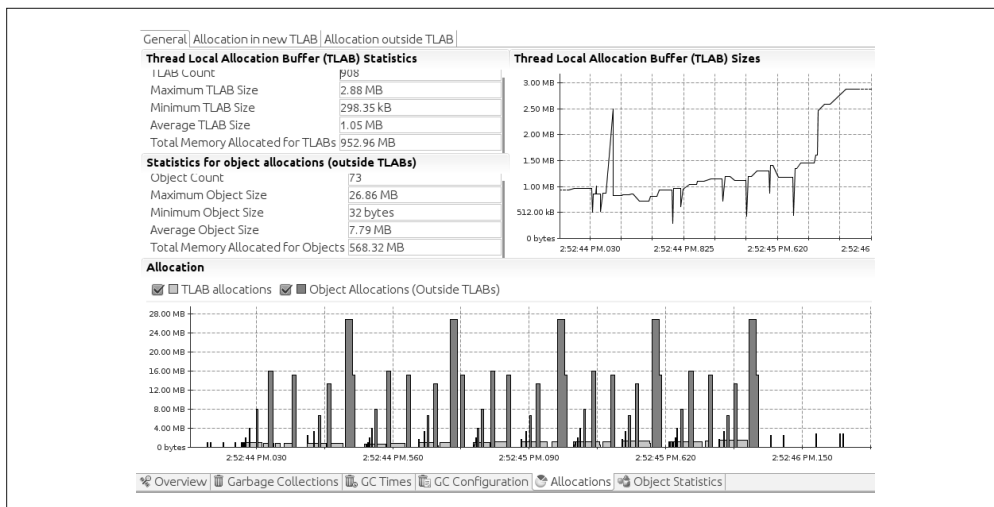 General Allocation in new TLAB Allocation outside TLAB
Thread Local Allocation Buffer (TLAB) Statistics
TLAB Count 908
Maximum TLAB Size 2.88 MB
Minimum TLAB Size 298.35 kB
Average TLAB Size 1.05 MB
Total Memory Allocated for TLABs 952.96 MB
Statistics for object allocations (outside TLABs)
Object Count 73
Maximum Object Size 26.86 MB
Minimum Object Size 32 bytes
Average Object Size 7.79 MB
Total Memory Allocated for Objects 568.32 MB
Thread Local Allocation Buffer (TLAB) Sizes
3.00 MB
2.50 MB
2.00 MB
1.50 MB
1.00 MB
512.00 kB
0 bytes
2:52:44 PM.030 2:52:44 PM.825 2:52:45 PM.620 2:52:46
Allocation
TLAB allocations Object Allocations (Outside TLABs)
28.00 MB
24.00 MB
20.00 MB
16.00 MB
12.00 MB
8.00 MB
4.00 MB
0 bytes
2:52:44 PM.030 2:52:44 PM.560 2:52:45 PM.090 2:52:45 PM.620 2:52:46 PM.150
Overview Garbage Collections GC Times GC Configuration Allocations Object Statistics